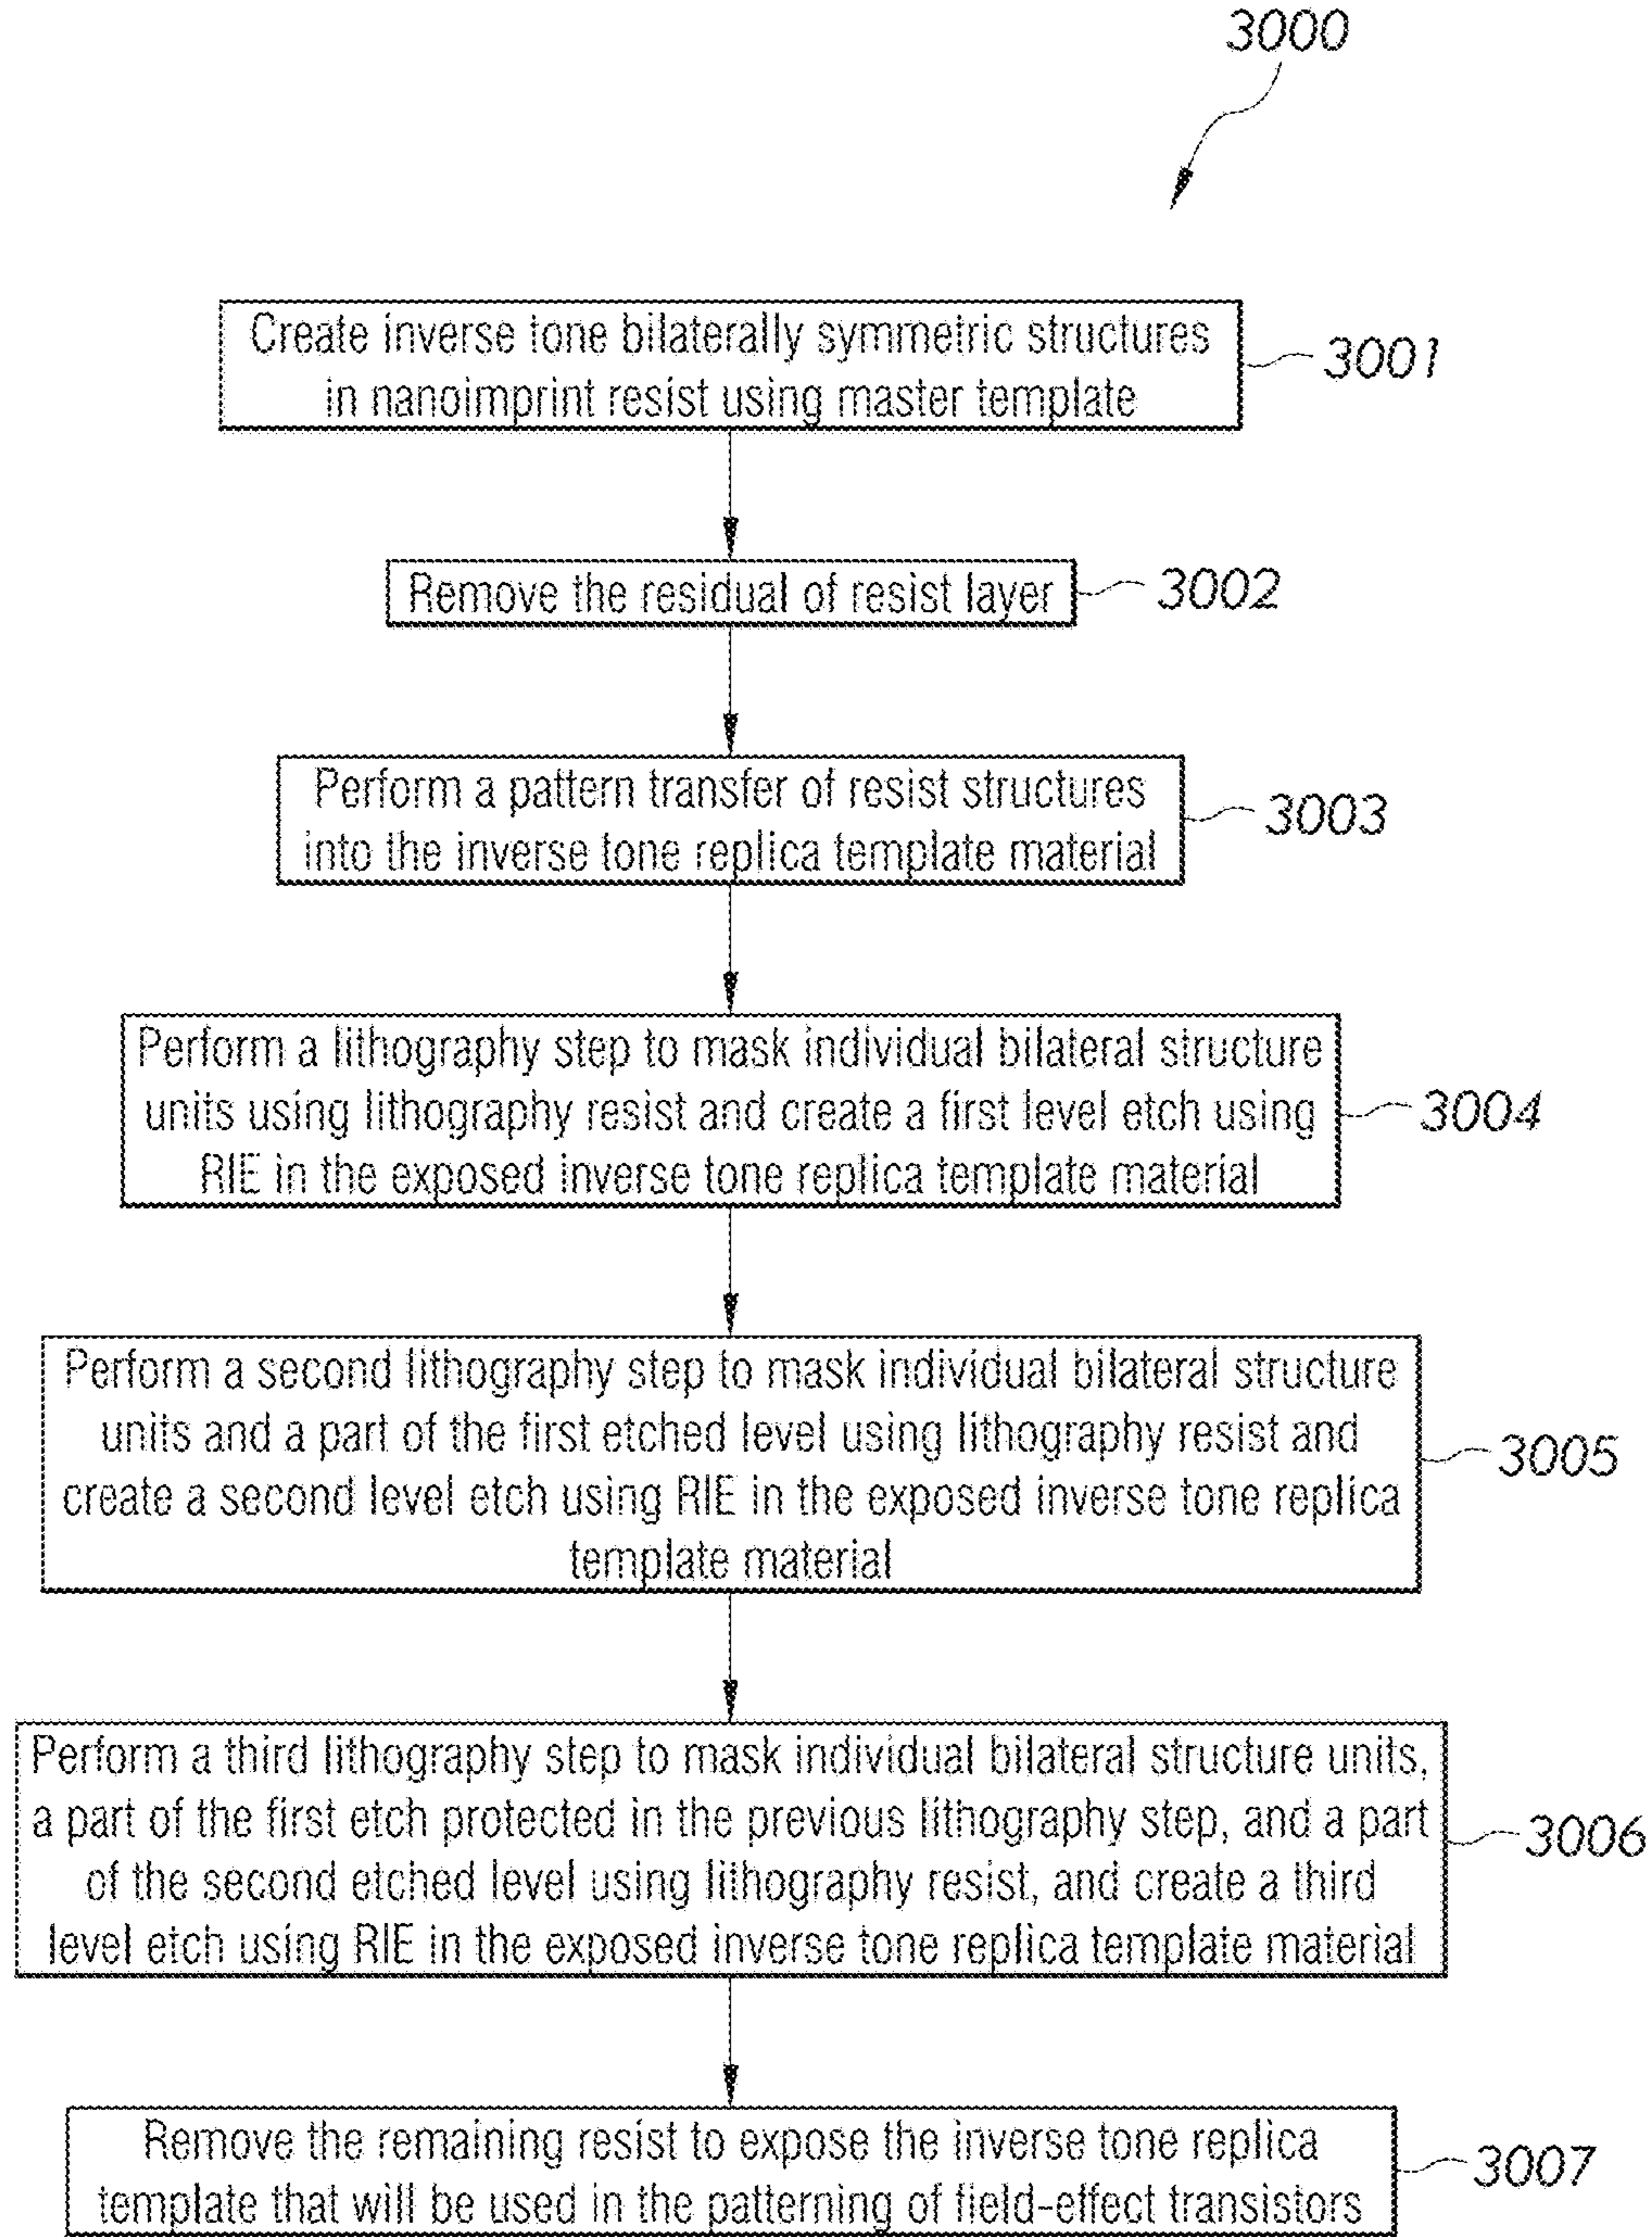 3000
Create inverse tone bilaterally symmetric structures
in nanoimprint resist using master template
3001
Remove the residual of resist layer
3002
Perform a pattern transfer of resist structures
into the inverse tone replica template material
3003
Perform a lithography step to mask individual bilateral structure
units using lithography resist and create a first level etch using
RIE in the exposed inverse tone replica template material
3004
Perform a second lithography step to mask individual bilateral structure
units and a part of the first etched level using lithography resist and
create a second level etch using RIE in the exposed inverse tone replica
template material
3005
Perform a third lithography step to mask individual bilateral structure units,
a part of the first etch protected in the previous lithography step, and a part
of the second etched level using lithography resist, and create a third
level etch using RIE in the exposed inverse tone replica template material
3006
Remove the remaining resist to expose the inverse tone replica
template that will be used in the patterning of field-effect transistors
3007